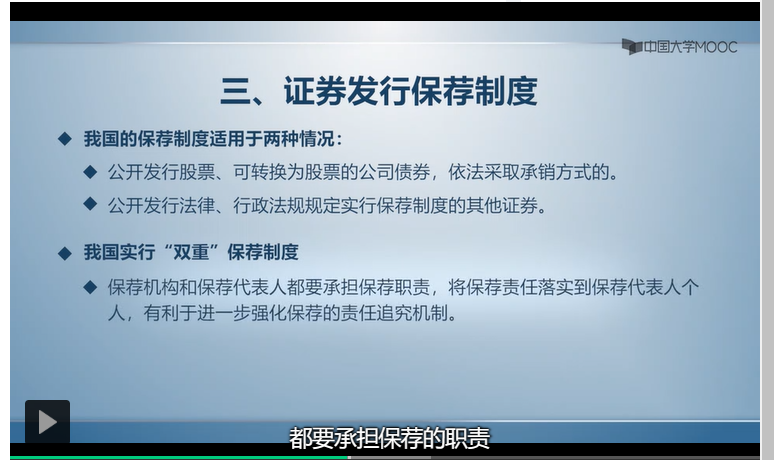 中国大学MOOC
三、证券发行保荐制度
我国的保荐制度适用于两种情况：
公开发行股票、可转换为股票的公司债券，依法采取承销方式的。
公开发行法律、行政法规规定实行保荐制度的其他证券。
我国实行“双重”保荐制度
保荐机构和保荐代表人都要承担保荐职责，将保荐责任落实到保荐代表人个
人，有利于进一步强化保荐的责任追究机制。
都要承担保荐的职责